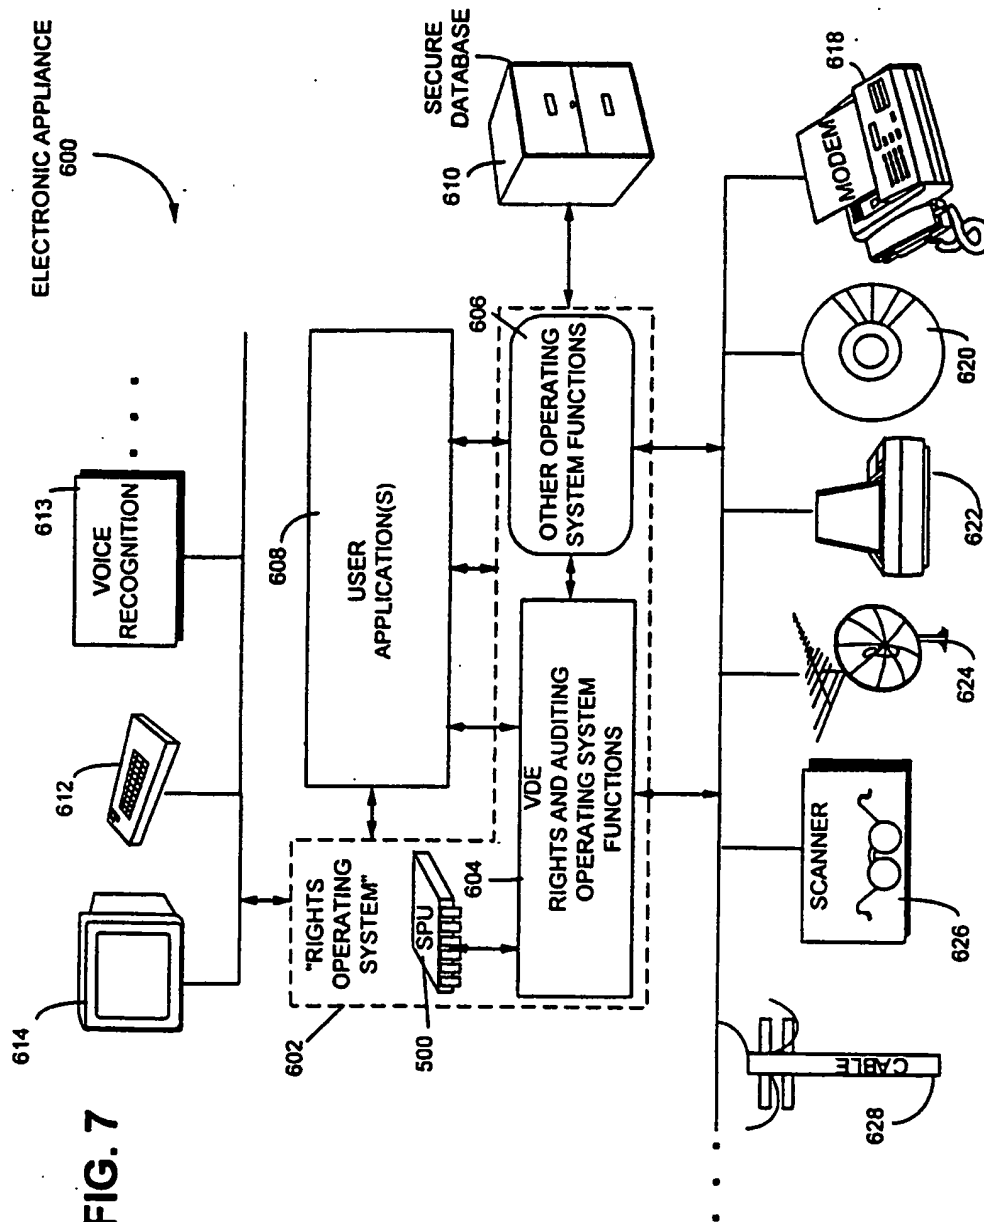 FIG. 7
ELECTRONIC APPLIANCE
600
614
612
613
VOICE
RECOGNITION
602
"RIGHTS
OPERATING
SYSTEM"
608
USER
APPLICATION(S)
SECURE
DATABASE
610
500
SPU
604
VDE
RIGHTS AND AUDITING
OPERATING SYSTEM
FUNCTIONS
606
OTHER OPERATING
SYSTEM FUNCTIONS
628
CABLE
SCANNER
626
624
622
620
MODEM
618